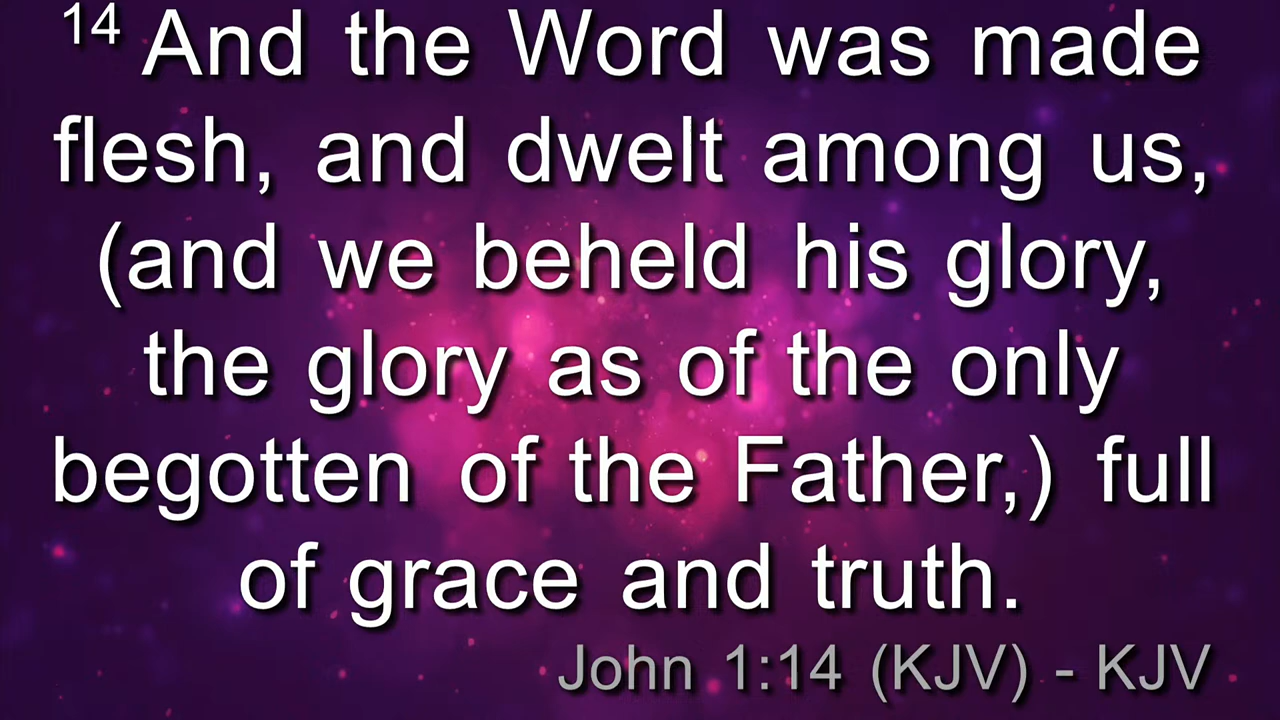 14 And the Word was made
flesh, and dwelt among us,
(and we beheld his glory,
the glory as of the only
begotten of the Father,) full
of grace and truth.
John 1:14 (KJV) - KJV